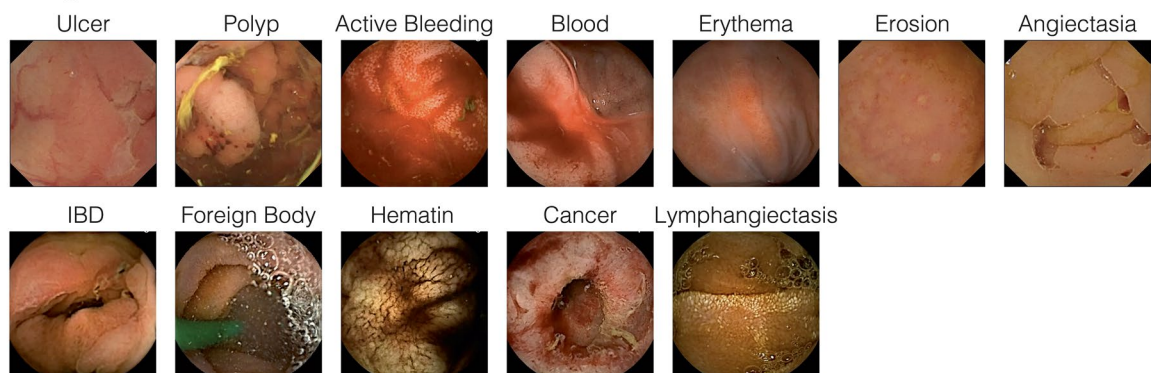 Ulcer Polyp Active Bleeding Blood Erythema Erosion Angiectasia
IBD Foreign Body Hematin Cancer Lymphangiectasis